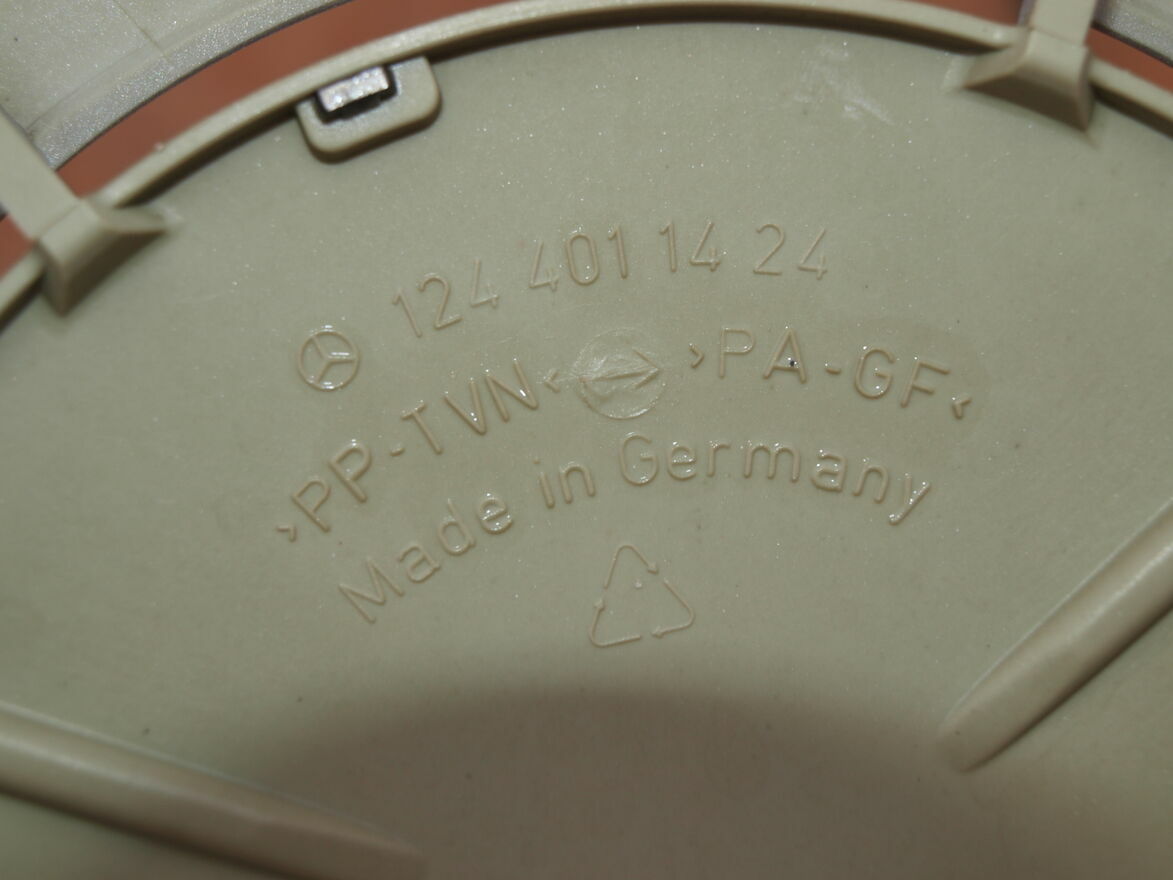 124 401 14 24
>PP-TVN< >PA-GF<
Made in Germany